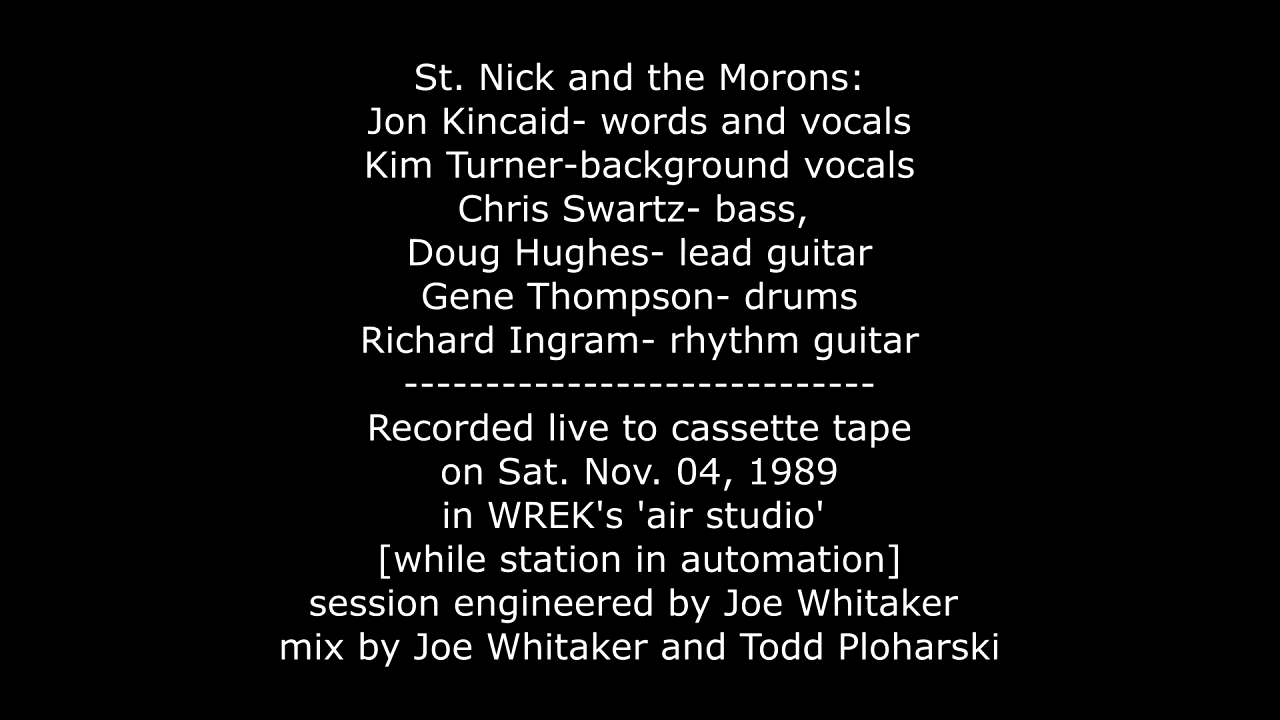 St. Nick and the Morons:
Jon Kincaid- words and vocals
Kim Turner-background vocals
Chris Swartz- bass,
Doug Hughes- lead guitar
Gene Thompson- drums
Richard Ingram- rhythm guitar
-----------------------------
Recorded live to cassette tape
on Sat. Nov. 04, 1989
in WREK's 'air studio'
[while station in automation]
session engineered by Joe Whitaker
mix by Joe Whitaker and Todd Ploharski